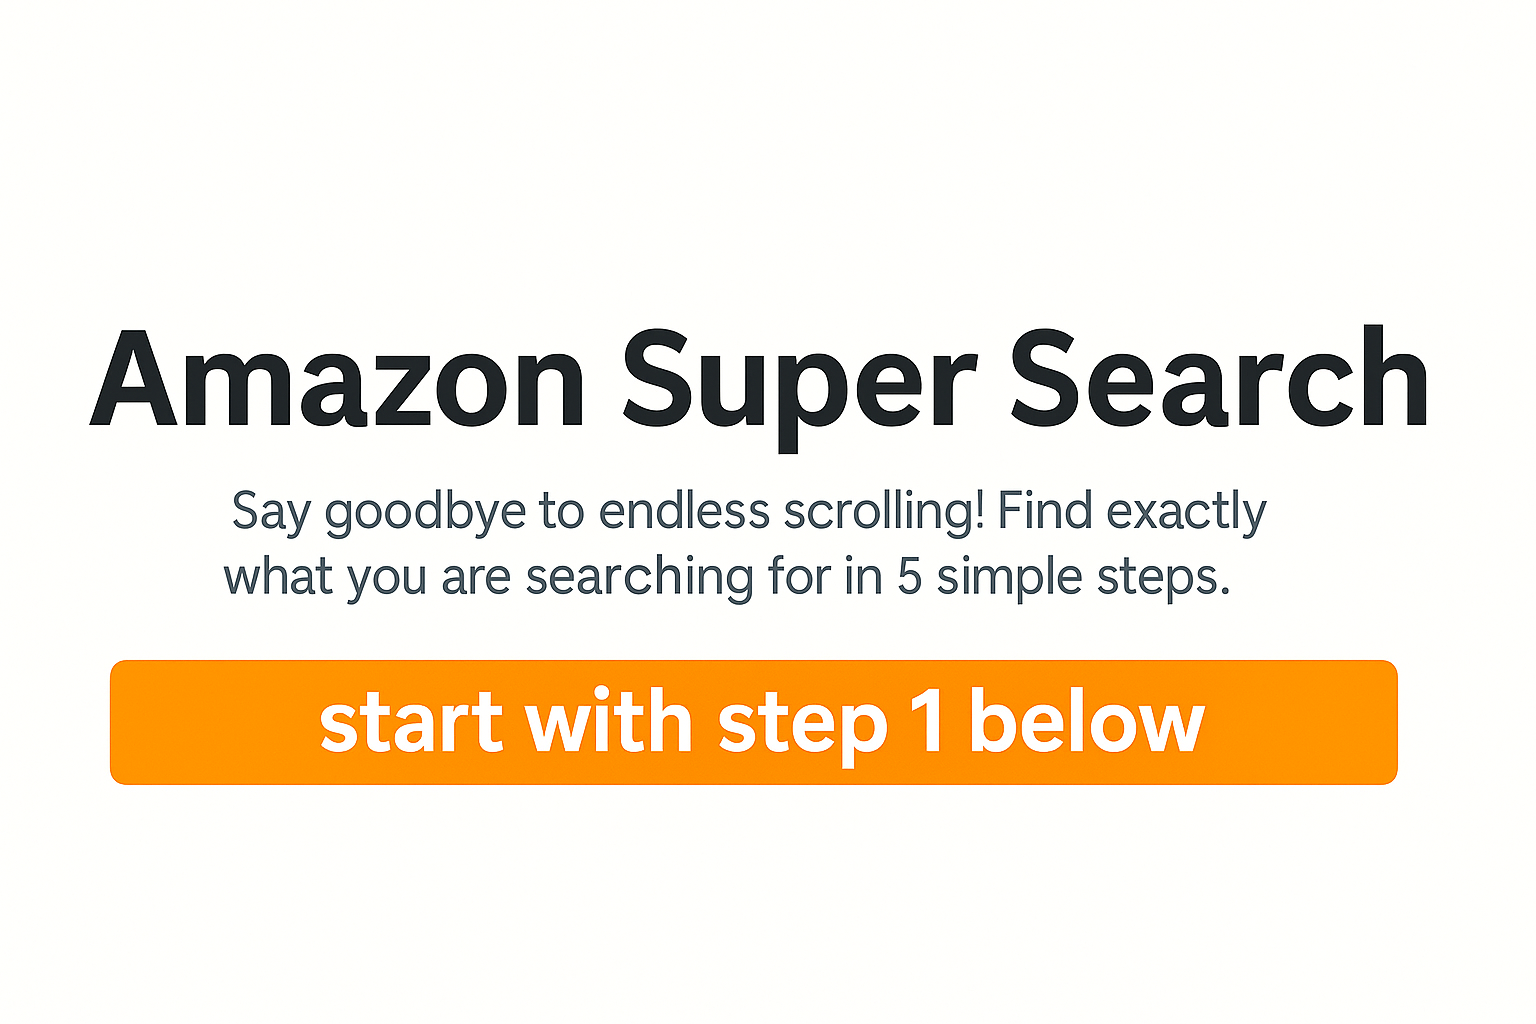 Amazon Super Search
Say goodbye to endless scrolling! Find exactly
what you are searching for in 5 simple steps.
start with step 1 below